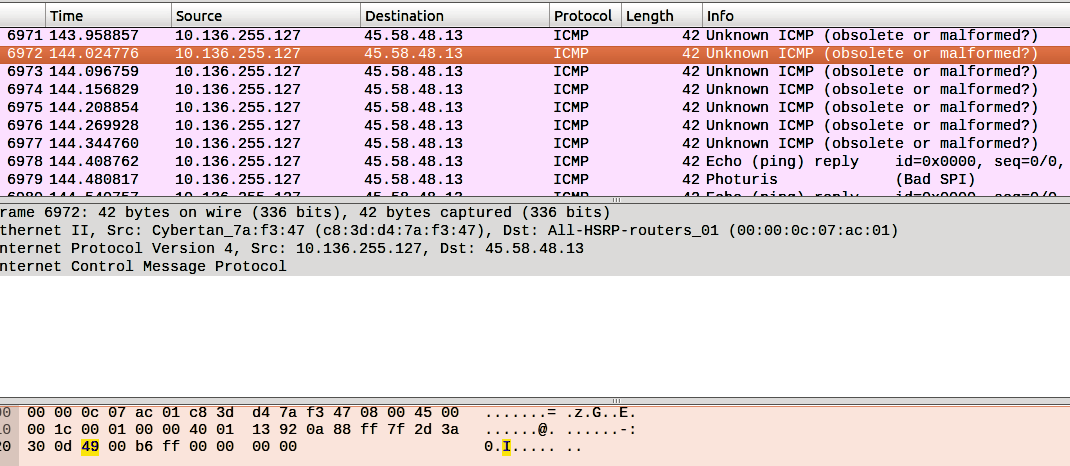 Time Source Destination Protocol Length Info
6971 143.958857 10.136.255.127 45.58.48.13 ICMP 42 Unknown ICMP (obsolete or malformed?)
6972 144.024776 10.136.255.127 45.58.48.13 ICMP 42 Unknown ICMP (obsolete or malformed?)
6973 144.096759 10.136.255.127 45.58.48.13 ICMP 42 Unknown ICMP (obsolete or malformed?)
6974 144.156829 10.136.255.127 45.58.48.13 ICMP 42 Unknown ICMP (obsolete or malformed?)
6975 144.208854 10.136.255.127 45.58.48.13 ICMP 42 Unknown ICMP (obsolete or malformed?)
6976 144.269928 10.136.255.127 45.58.48.13 ICMP 42 Unknown ICMP (obsolete or malformed?)
6977 144.344760 10.136.255.127 45.58.48.13 ICMP 42 Unknown ICMP (obsolete or malformed?)
6978 144.408762 10.136.255.127 45.58.48.13 ICMP 42 Echo (ping) reply id=0x0000, seq=0/0,
6979 144.480817 10.136.255.127 45.58.48.13 ICMP 42 Photuris (Bad SPI)
rame 6972: 42 bytes on wire (336 bits), 42 bytes captured (336 bits)
thernet II, Src: Cybertan_7a:f3:47 (c8:3d:d4:7a:f3:47), Dst: All-HSRP-routers_01 (00:00:0c:07:ac:01)
nternet Protocol Version 4, Src: 10.136.255.127, Dst: 45.58.48.13
nternet Control Message Protocol
00 00 00 0c 07 ac 01 c8 3d d4 7a f3 47 08 00 45 00 .......= .z.G..E.
10 00 1c 00 01 00 00 40 01 13 92 0a 88 ff 7f 2d 3a ......@. ......-:
20 30 0d 49 00 b6 ff 00 00 00 00 0.I..... ..